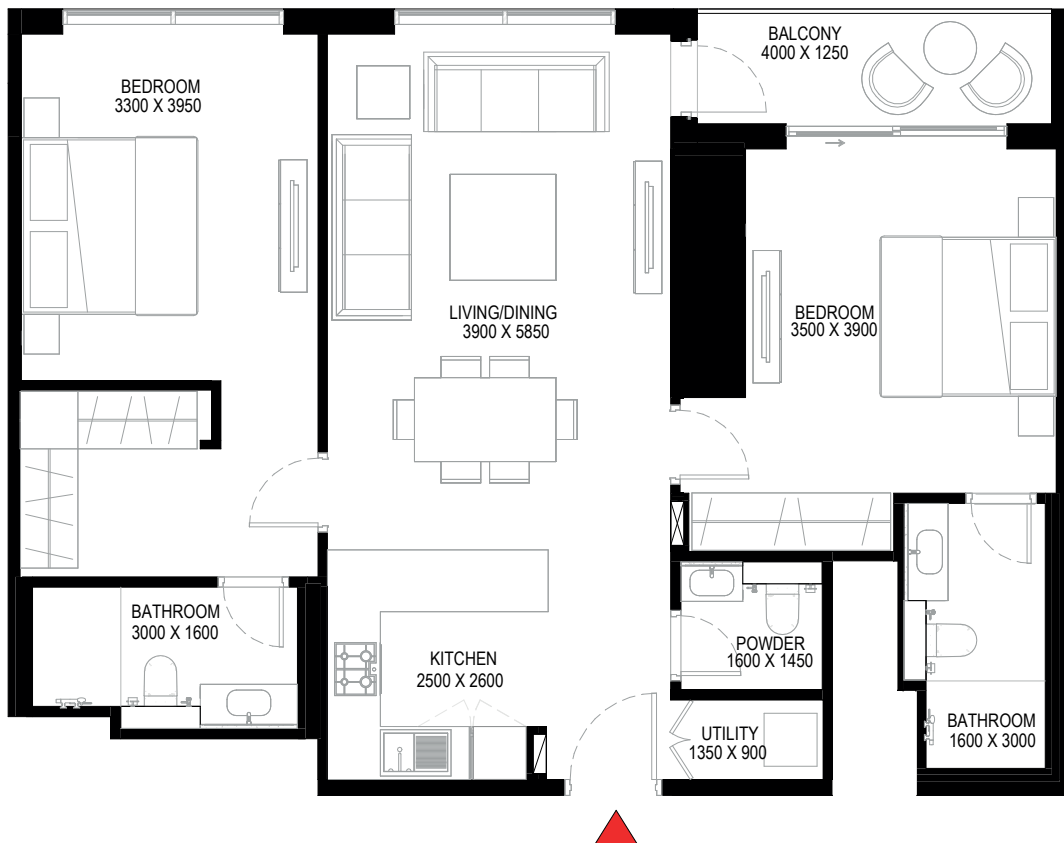 BALCONY
4000 X 1250
BEDROOM
3300 X 3950
LIVING/DINING
3900 X 5850
BEDROOM
3500 X 3900
BATHROOM
3000 X 1600
KITCHEN
2500 X 2600
POWDER
1600 X 1450
UTILITY
1350 X 900
BATHROOM
1600 X 3000